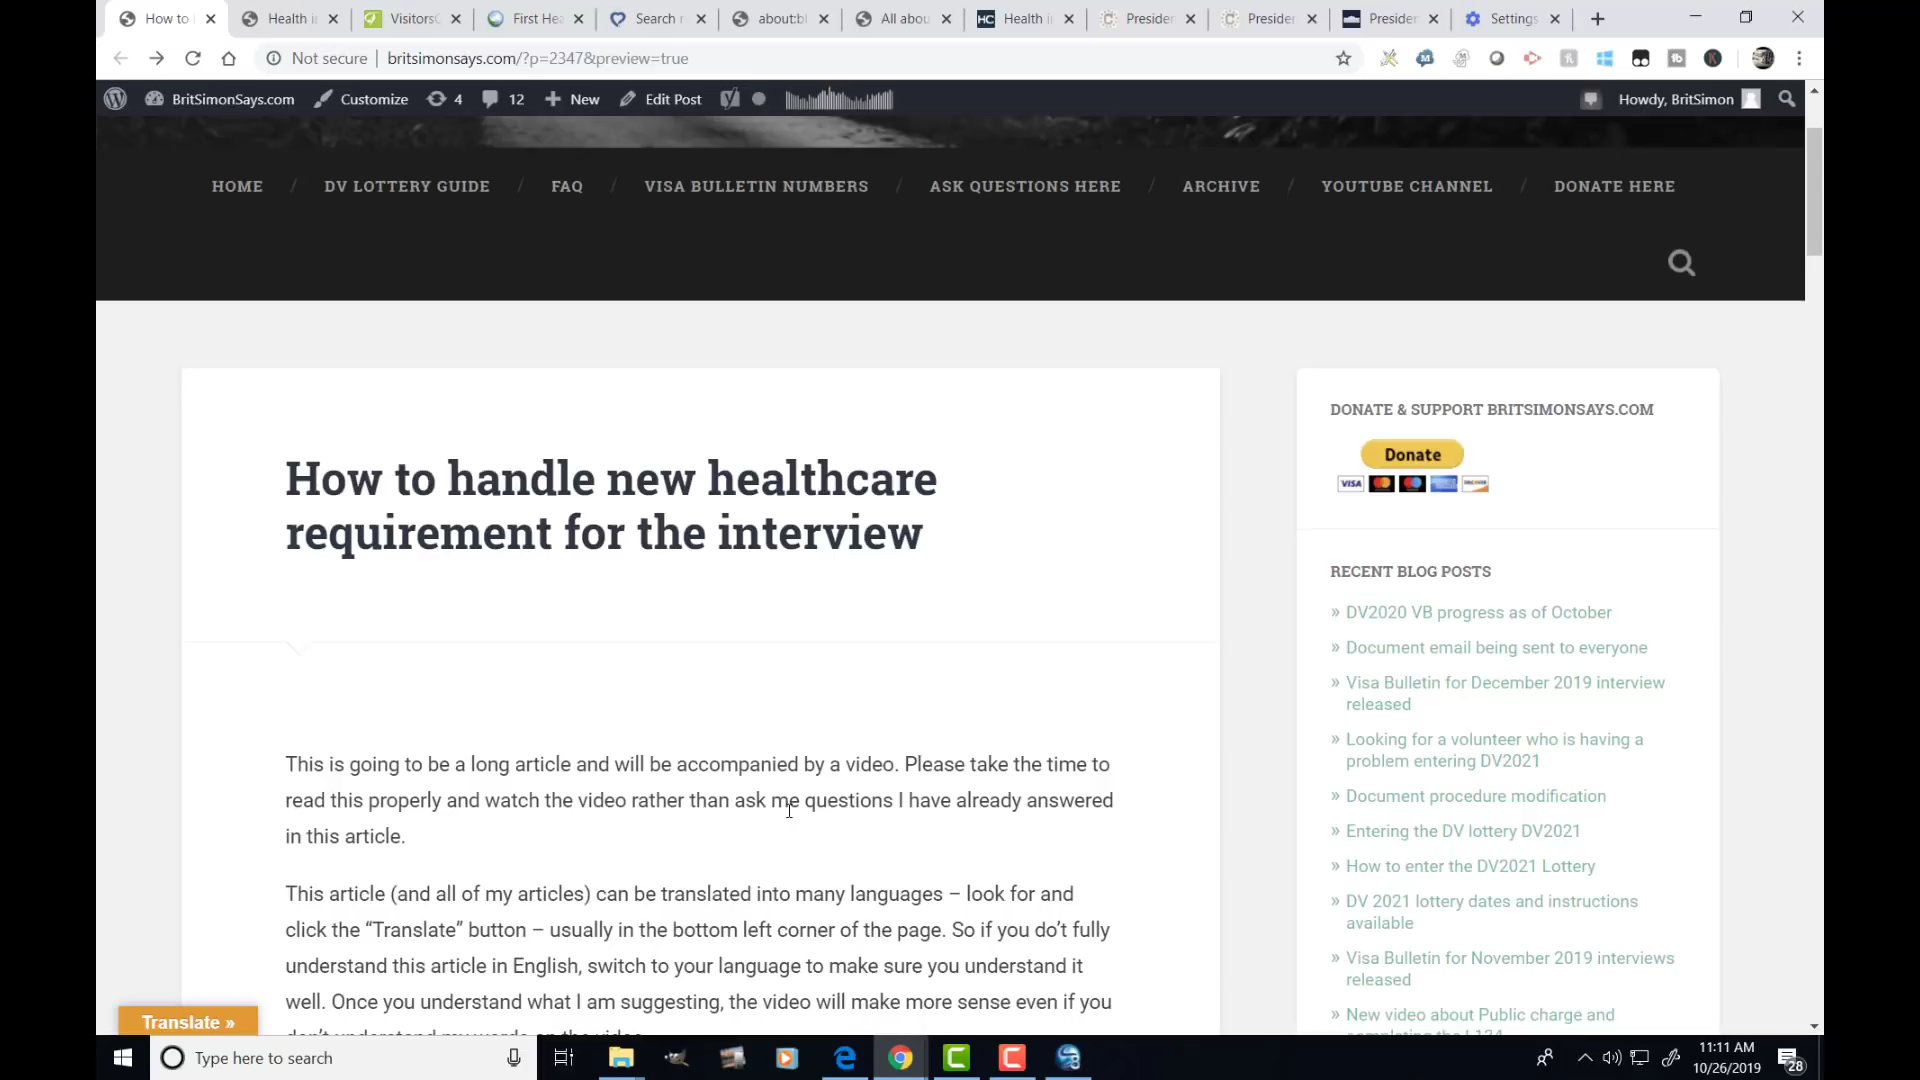 How to
Health i
Visitors
First Hea
Search r
about:bl
All abou
Health i
Presiden
Presiden
Presiden
Settings
Not secure
britsimonsays.com/?p=2347&preview=true
BritSimonSays.com
Customize
4
12
New
Edit Post
Howdy, BritSimon
HOME / DV LOTTERY GUIDE / FAQ / VISA BULLETIN NUMBERS / ASK QUESTIONS HERE / ARCHIVE / YOUTUBE CHANNEL / DONATE HERE
How to handle new healthcare
requirement for the interview
This is going to be a long article and will be accompanied by a video. Please take the time to
read this properly and watch the video rather than ask me questions I have already answered
in this article.
This article (and all of my articles) can be translated into many languages – look for and
click the “Translate” button – usually in the bottom left corner of the page. So if you do’t fully
understand this article in English, switch to your language to make sure you understand it
well. Once you understand what I am suggesting, the video will make more sense even if you
DONATE & SUPPORT BRITSIMONSAYS.COM
Donate
VISA
RECENT BLOG POSTS
» DV2020 VB progress as of October
» Document email being sent to everyone
» Visa Bulletin for December 2019 interview
released
» Looking for a volunteer who is having a
problem entering DV2021
» Document procedure modification
» Entering the DV lottery DV2021
» How to enter the DV2021 Lottery
» DV 2021 lottery dates and instructions
available
» Visa Bulletin for November 2019 interviews
released
» New video about Public charge and
Translate »
Type here to search
11:11 AM
10/26/2019
28